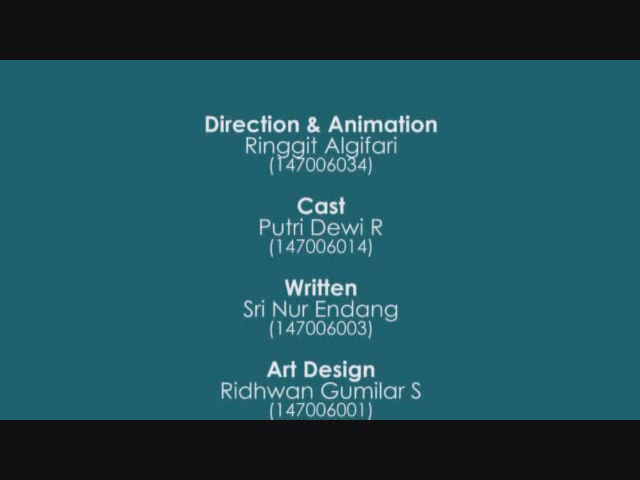 Direction & Animation
Ringgit Algifari
(147006034)
Cast
Putri Dewi R
(147006014)
Written
Sri Nur Endang
(147006003)
Art Design
Ridhwan Gumilar S
(147006001)